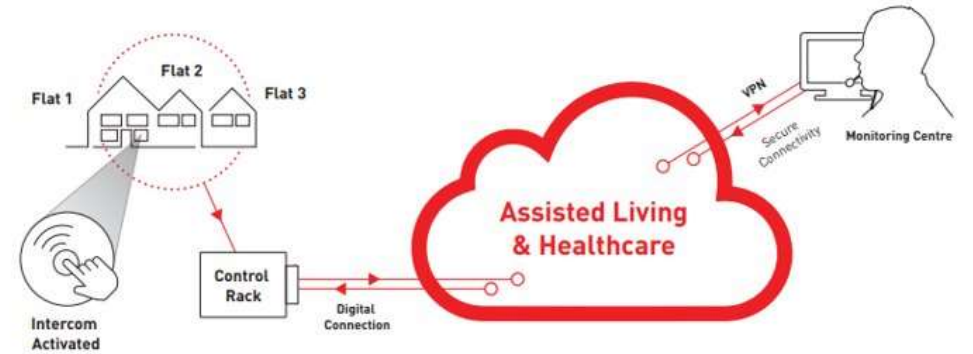 Flat 1
Flat 2
Flat 3
Intercom
Activated
Control
Rack
Digital
Connection
Assisted Living
& Healthcare
VPN
Secure
Connectivity
Monitoring Centre